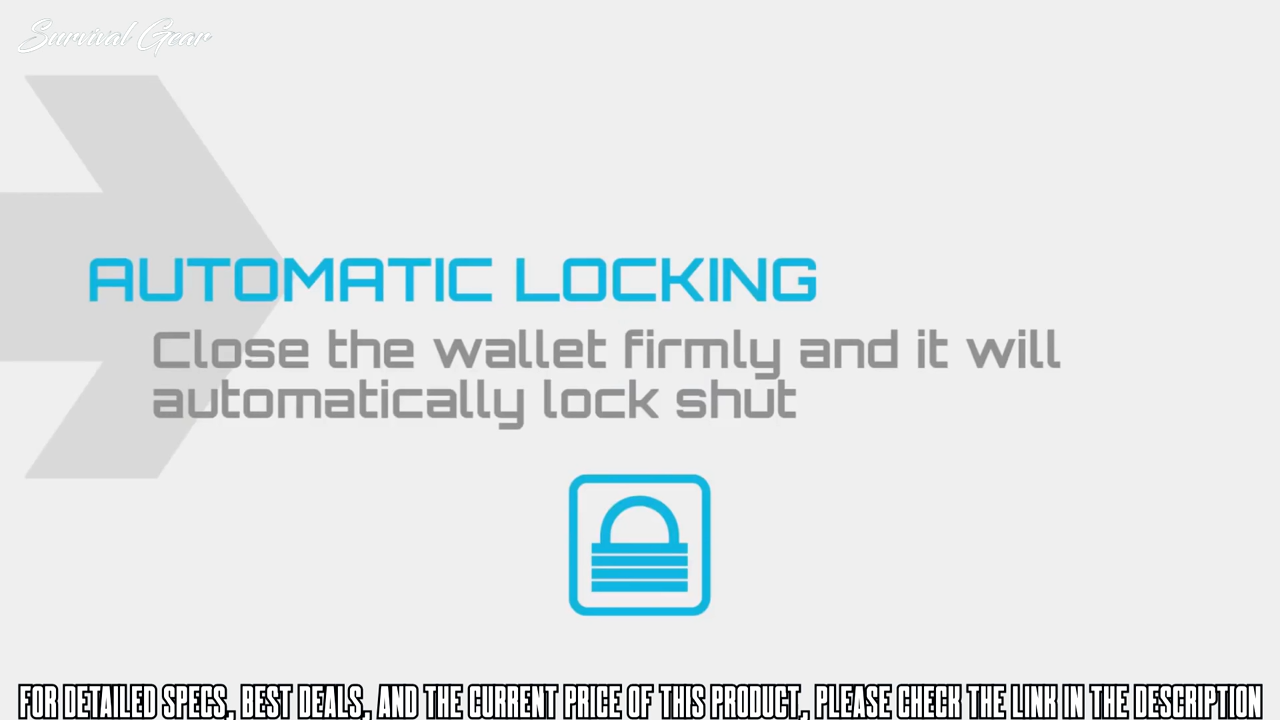 Survival Gear
AUTOMATIC LOCKING
Close the wallet firmly and it will
automatically lock shut
FOR DETAILED SPECS, BEST DEALS, AND THE CURRENT PRICE OF THIS PRODUCT, PLEASE CHECK THE LINK IN THE DESCRIPTION